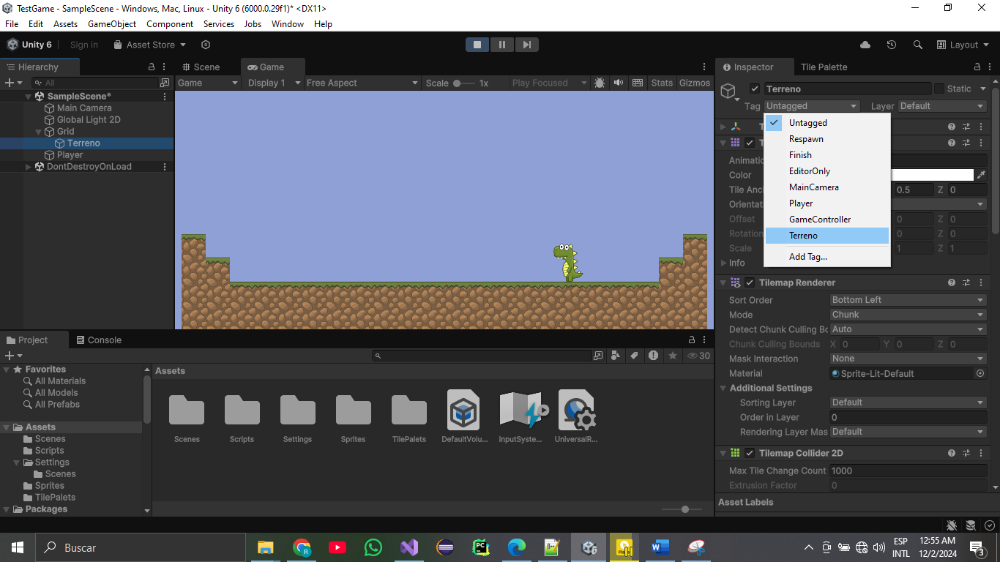 TestGame - SampleScene - Windows, Mac, Linux - Unity 6 (6000.0.29f1)* <DX11>
File Edit Assets GameObject Component Services Jobs Window Help
Unity 6 Sign in Asset Store Layout
Hierarchy Scene Game Inspector Tile Palette
All Game Display 1 Free Aspect Scale 1x Play Focused Stats Gizmos
Terreno Static
SampleScene*
Main Camera
Global Light 2D
Grid
Terreno
Player
DontDestroyOnLoad
Tag Untagged Layer Default
Untagged
Respawn
Finish
EditorOnly
MainCamera
Player
GameController
Terreno
Add Tag...
Color
Tile Anc 0.5 Z 0
Offset 0 Z 0
Rotation 0 Z 0
Scale 1 Z 1
Info
Tilemap Renderer
Sort Order Bottom Left
Mode Chunk
Detect Chunk Culling Bo Auto
Chunk Culling Bounds X 0 Y 0 Z 0
Mask Interaction None
Material Sprite-Lit-Default
Additional Settings
Sorting Layer Default
Order in Layer 0
Rendering Layer Mas Default
Tilemap Collider 2D
Max Tile Change Count 1000
Extrusion Factor 0
Asset Labels
Project Console
30
Favorites
All Materials
All Models
All Prefabs
Assets
Scenes
Scripts
Settings
Scenes
Sprites
TilePalets
Packages
Assets
Scenes Scripts Settings Sprites TilePalets DefaultVolu... InputSyste... UniversalR...
Buscar
ESP
INTL
12:55 AM
12/2/2024
3